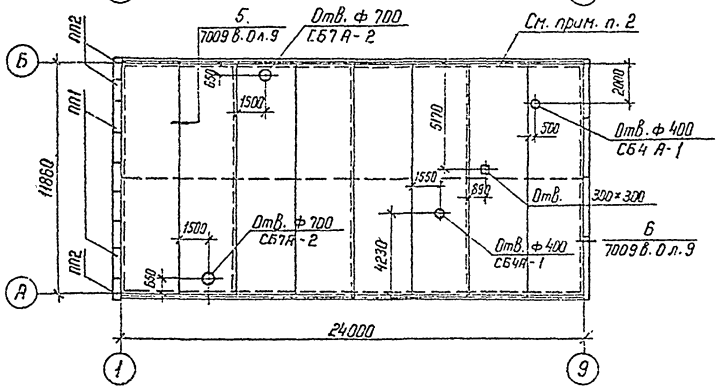 ПП2
5.
7009 В.0 л.9
Отв. ф 700
СБ7А-2
См. прим. п. 2
Б
650
1500
2000
ПП1
5170
500
Отв. ф 400
СБ4А-1
11860
1550
890
Отв. 300×300
1500
Отв. ф 700
СБ7А-2
4230
Отв. ф 400
СБ4А-1
6
7009 В.0 л.9
ПП2
650
А
24000
1
9